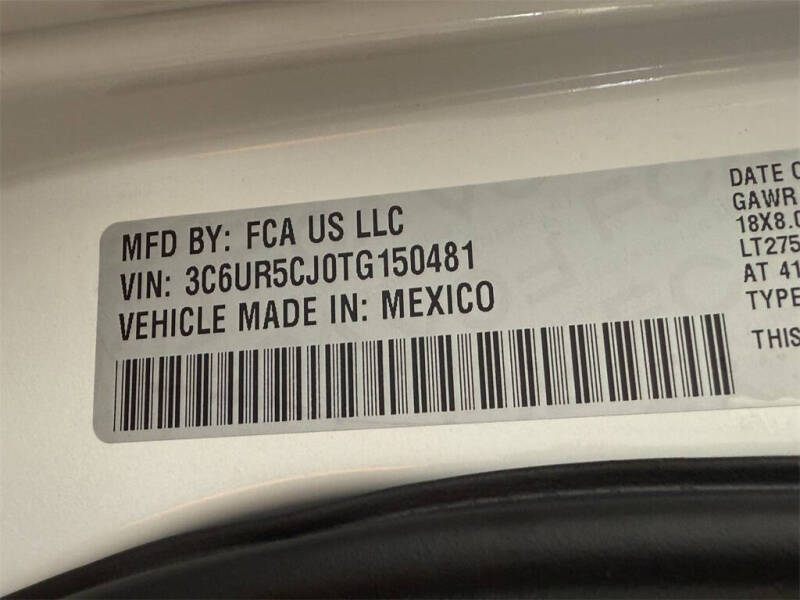 MFD BY: FCA US LLC
VIN: 3C6UR5CJ0TG150481
VEHICLE MADE IN: MEXICO
DATE
GAWR
18X8.0
LT275
AT 41
TYPE
THIS